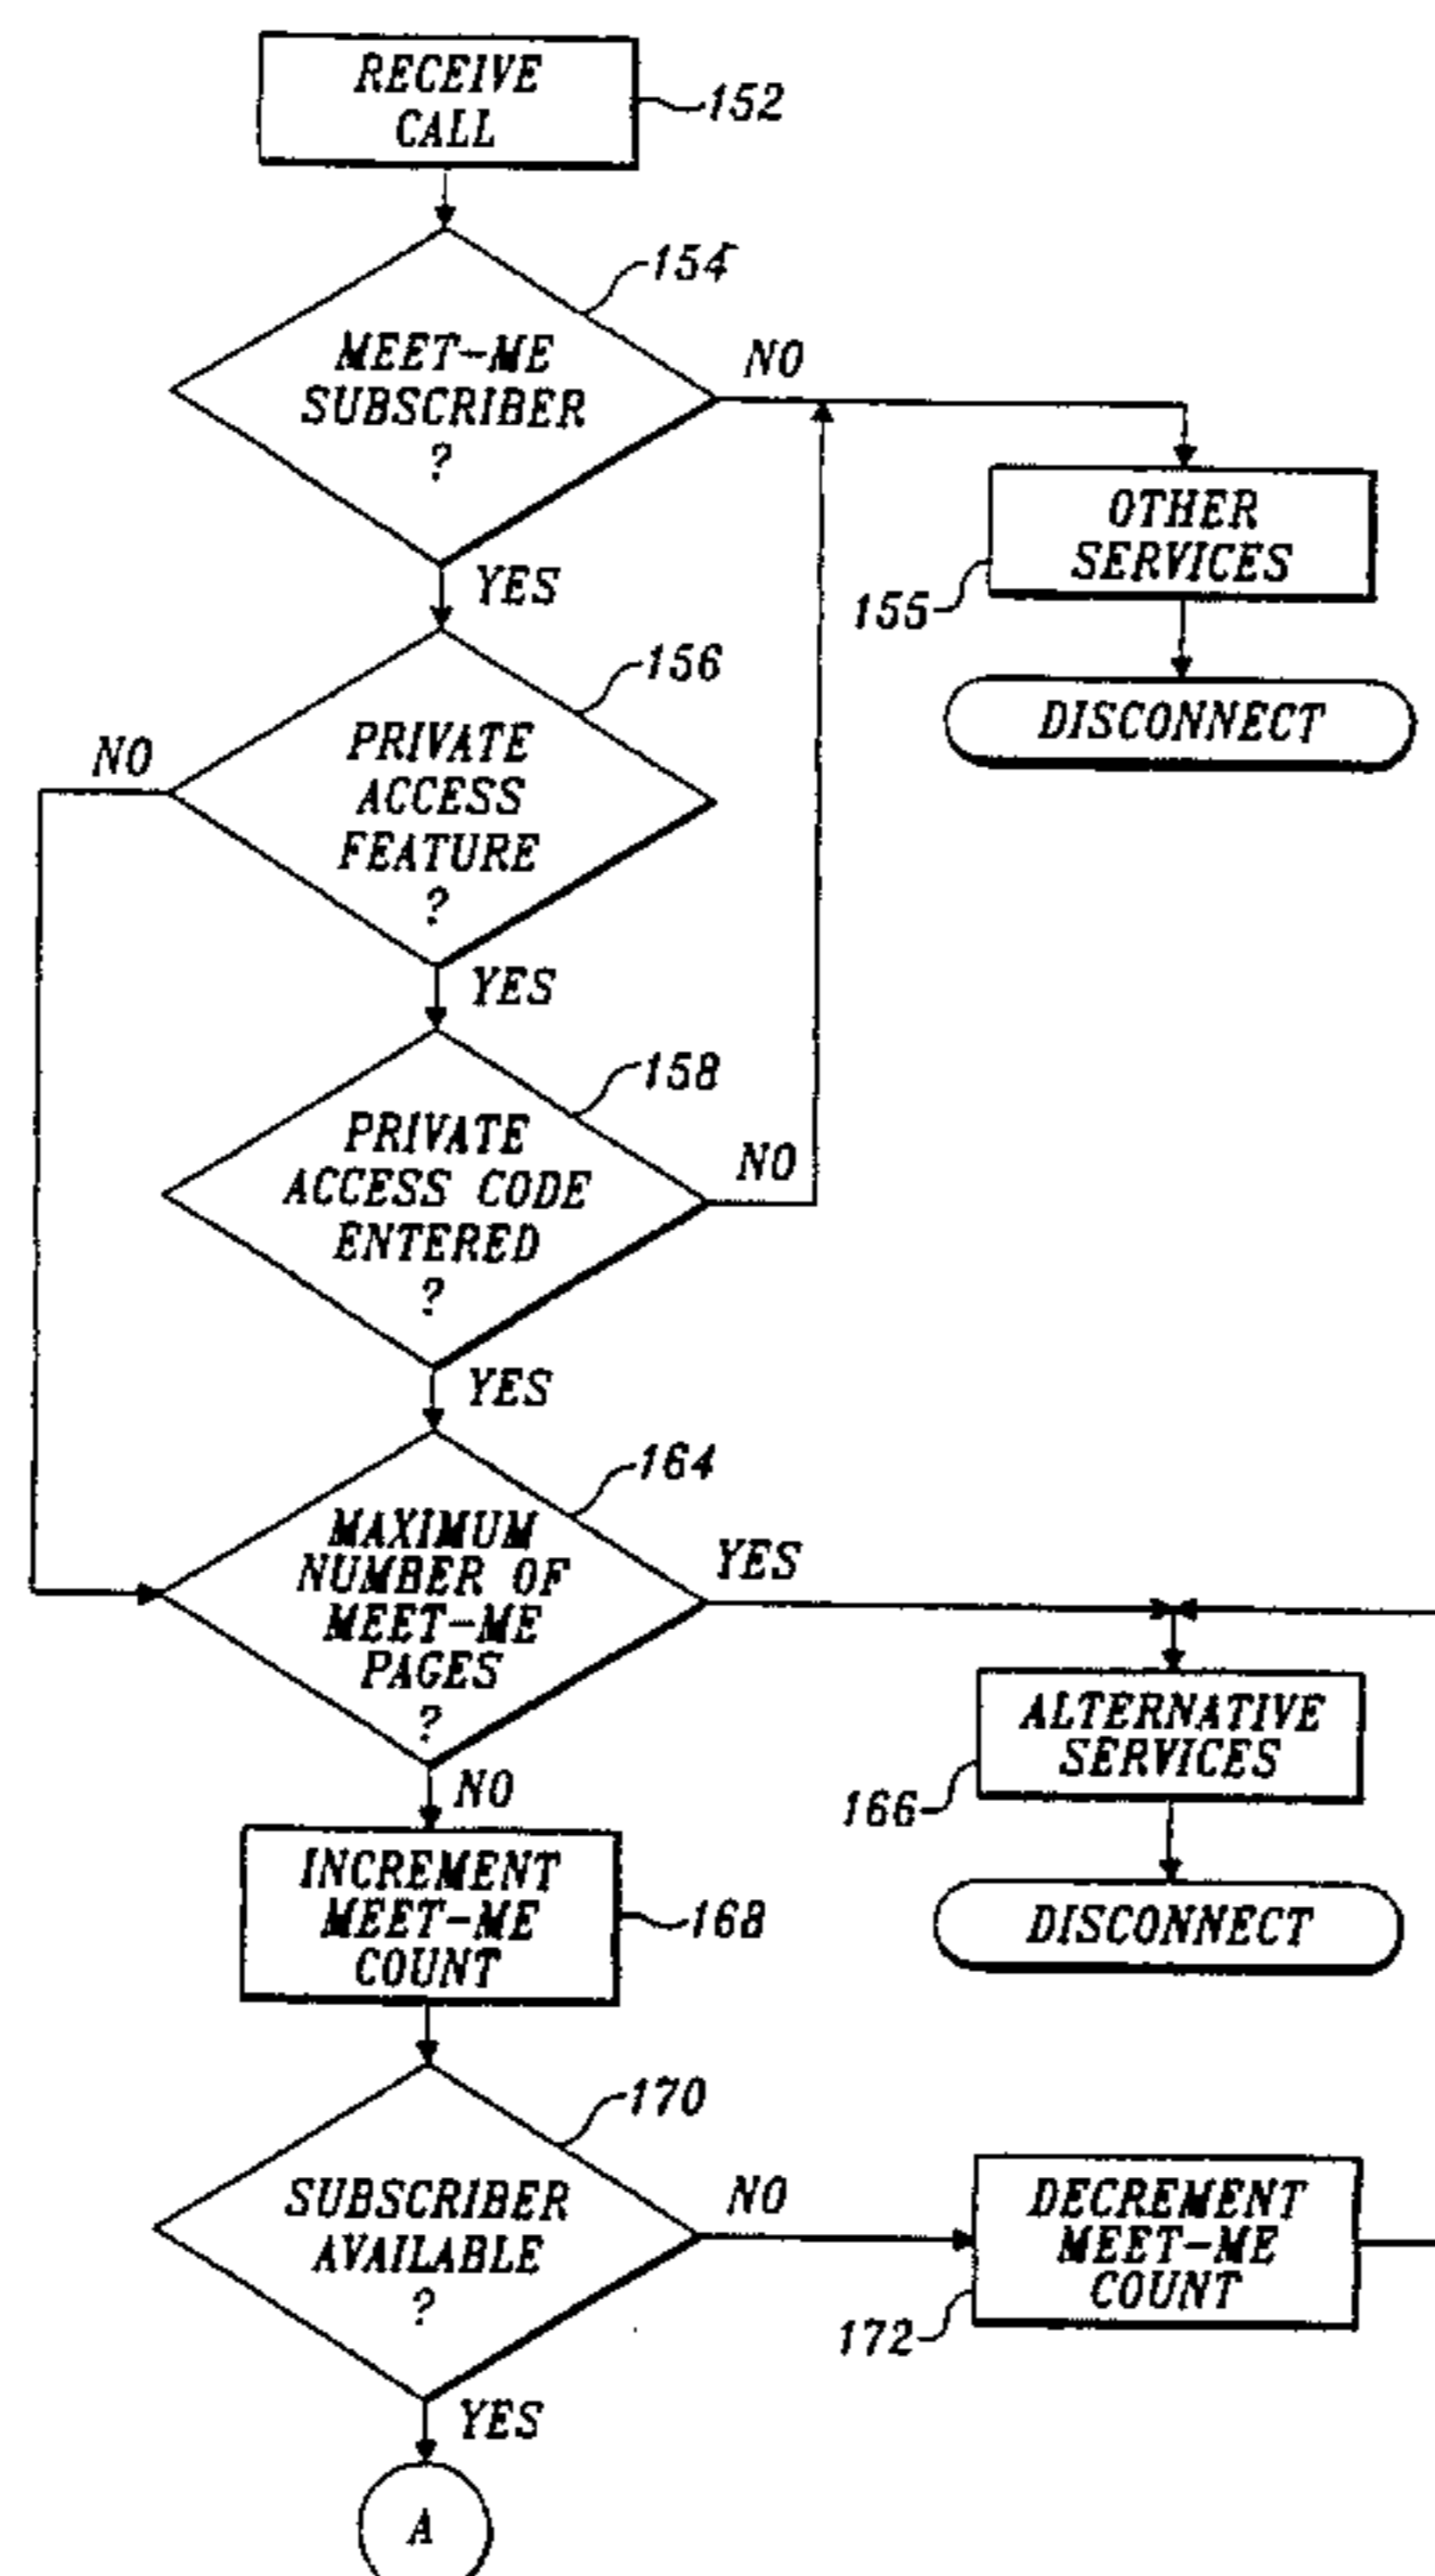 RECEIVE
CALL
152
154
MEET-ME
SUBSCRIBER
?
NO
YES
OTHER
SERVICES
155
DISCONNECT
156
PRIVATE
ACCESS
FEATURE
?
NO
YES
158
PRIVATE
ACCESS CODE
ENTERED
?
NO
YES
164
MAXIMUM
NUMBER OF
MEET-ME
PAGES
?
YES
NO
ALTERNATIVE
SERVICES
166
DISCONNECT
INCREMENT
MEET-ME
COUNT
168
170
SUBSCRIBER
AVAILABLE
?
NO
YES
DECREMENT
MEET-ME
COUNT
172
A